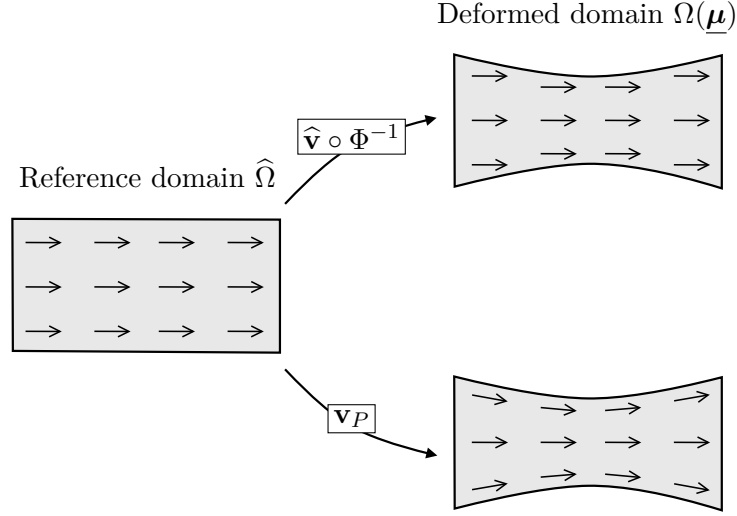 Deformed domain Ω(μ)
v̂ ∘ Φ⁻¹
Reference domain Ω̂
v_P